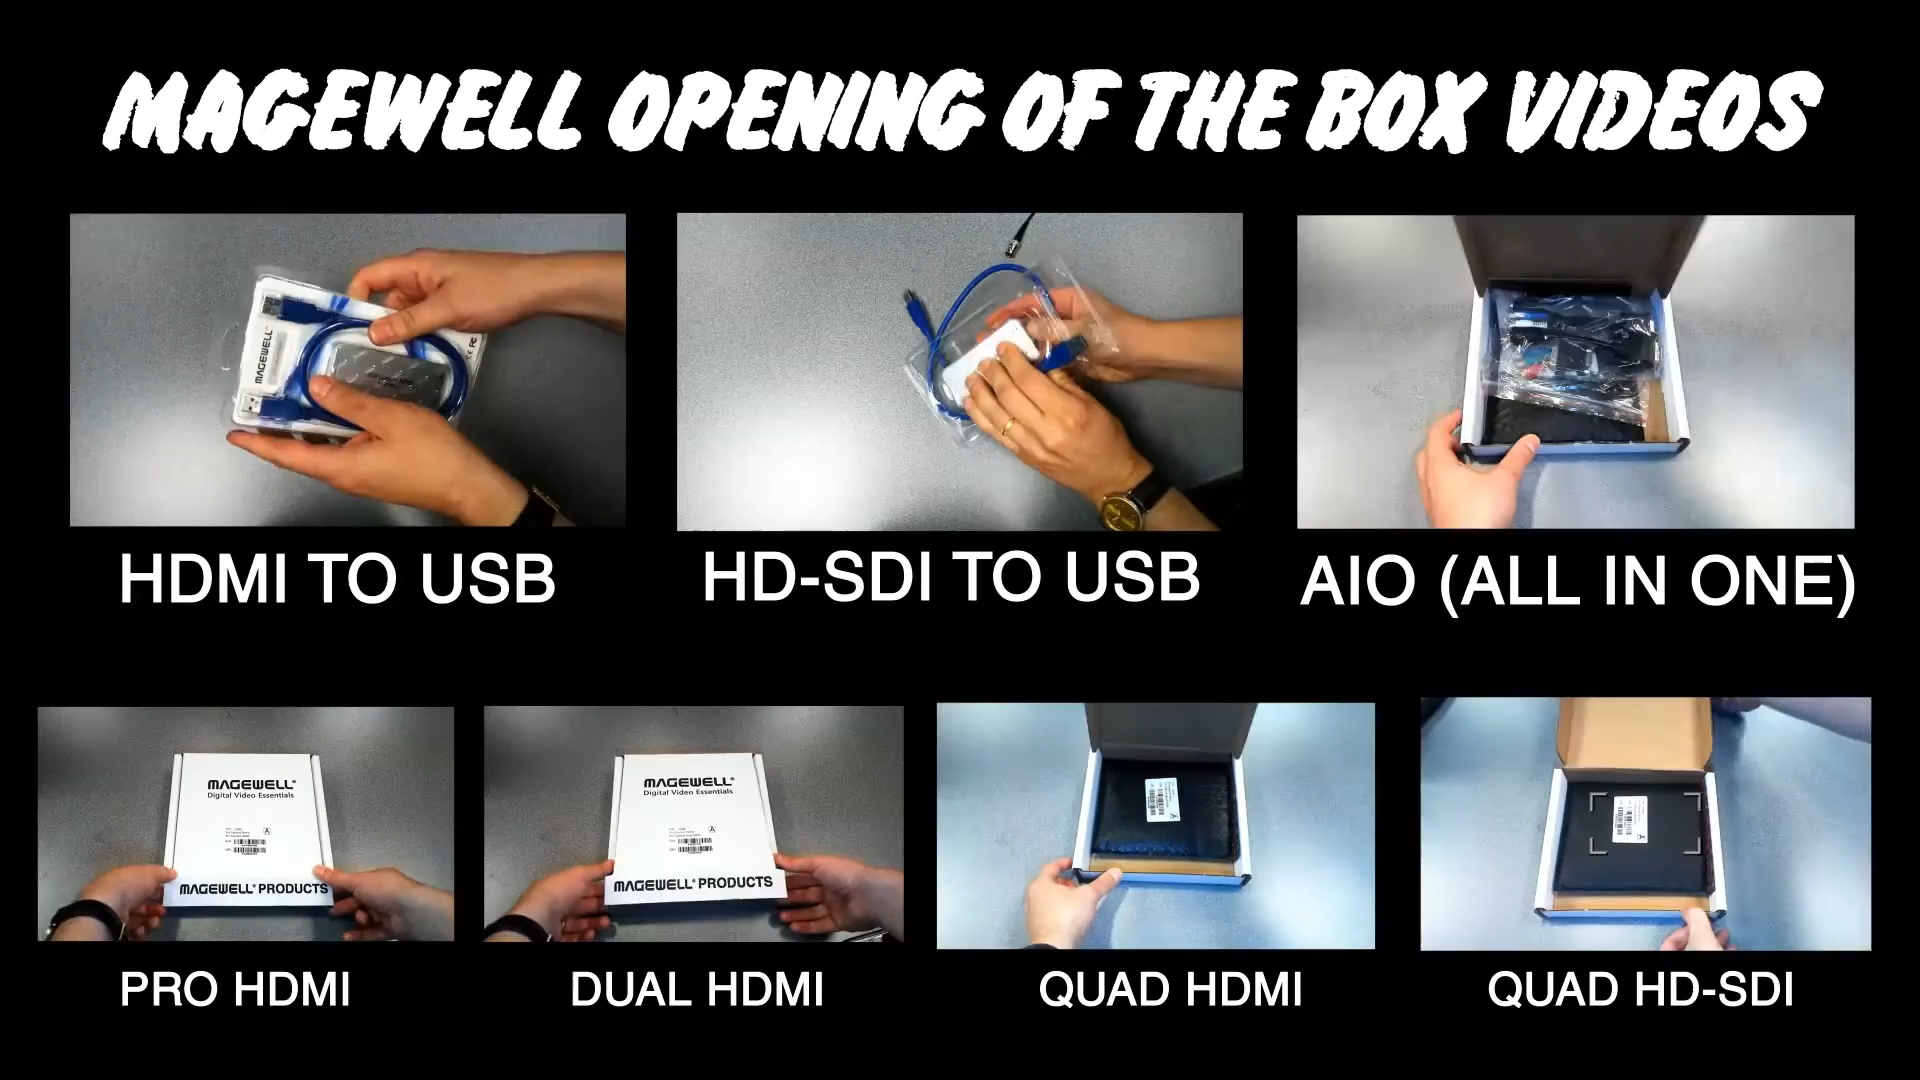 MAGEWELL OPENING OF THE BOX VIDEOS
MAGEWELL
HDMI TO USB
HD-SDI TO USB
AIO (ALL IN ONE)
MAGEWELL®
Digital Video Essentials
A
MAGEWELL® PRODUCTS
MAGEWELL®
Digital Video Essentials
A
MAGEWELL® PRODUCTS
A
A
PRO HDMI
DUAL HDMI
QUAD HDMI
QUAD HD-SDI